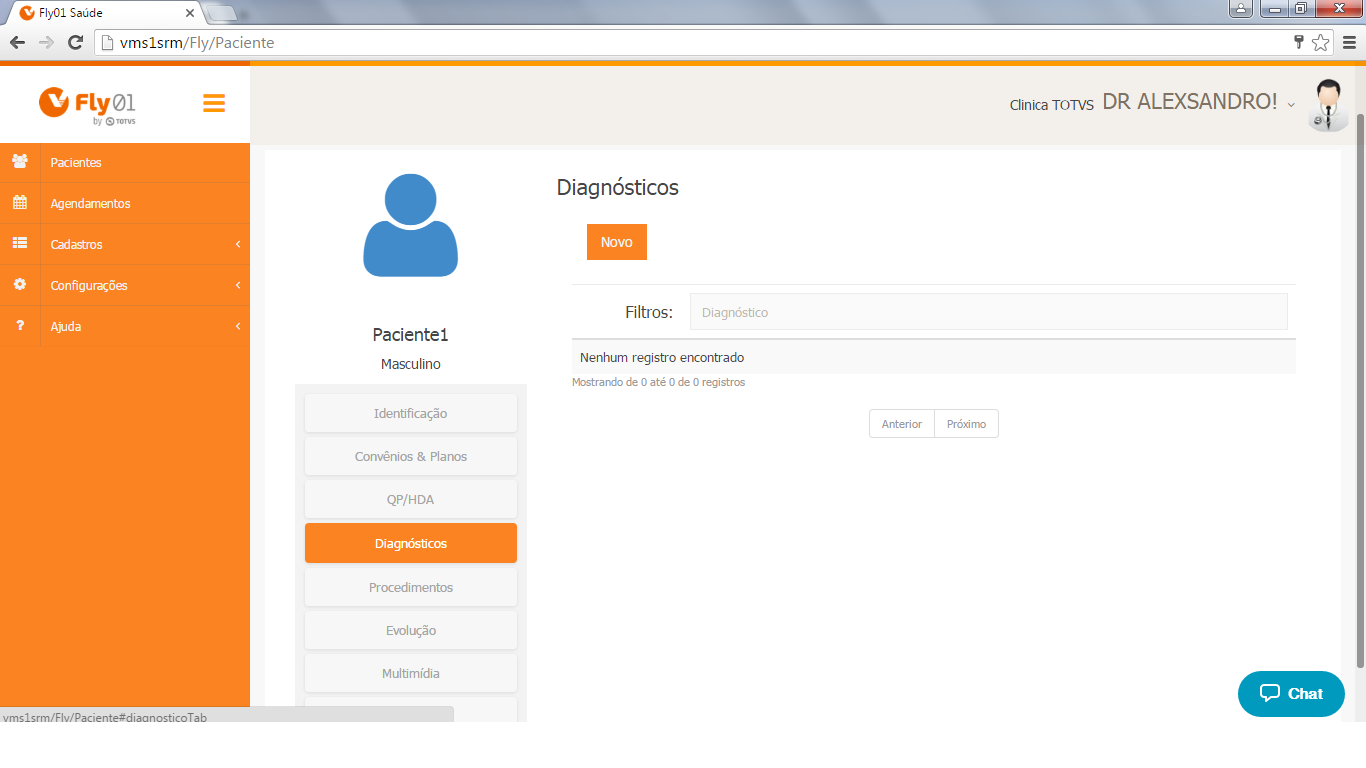 Fly01 Saúde
vms1srm/Fly/Paciente
Fly01
by TOTVS
Clinica TOTVS DR ALEXSANDRO!
Pacientes
Agendamentos
Cadastros
Configurações
Ajuda
Paciente1
Masculino
Identificação
Convênios & Planos
QP/HDA
Diagnósticos
Procedimentos
Evolução
Multimídia
Diagnósticos
Novo
Filtros: Diagnóstico
Nenhum registro encontrado
Mostrando de 0 até 0 de 0 registros
Anterior Próximo
Chat
vms1srm/Fly/Paciente#diagnosticoTab